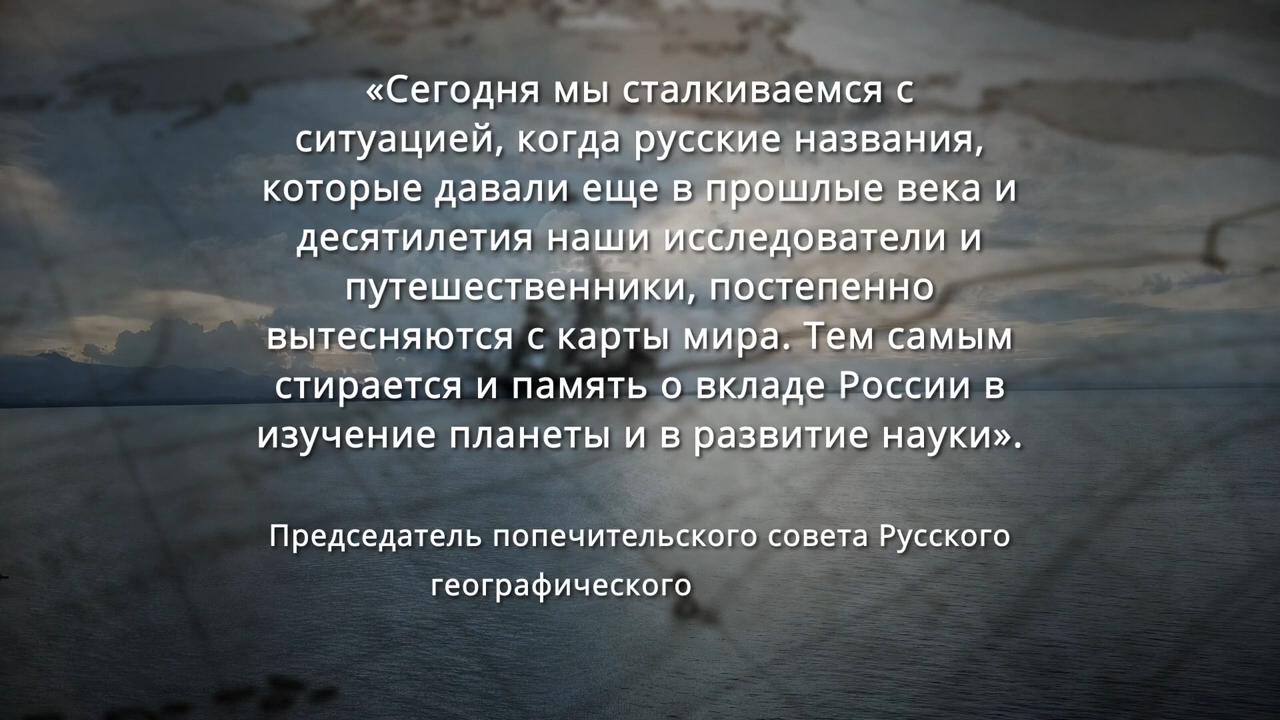 «Сегодня мы сталкиваемся с
ситуацией, когда русские названия,
которые давали еще в прошлые века и
десятилетия наши исследователи и
путешественники, постепенно
вытесняются с карты мира. Тем самым
стирается и память о вкладе России в
изучение планеты и в развитие науки».
Председатель попечительского совета Русского
географического